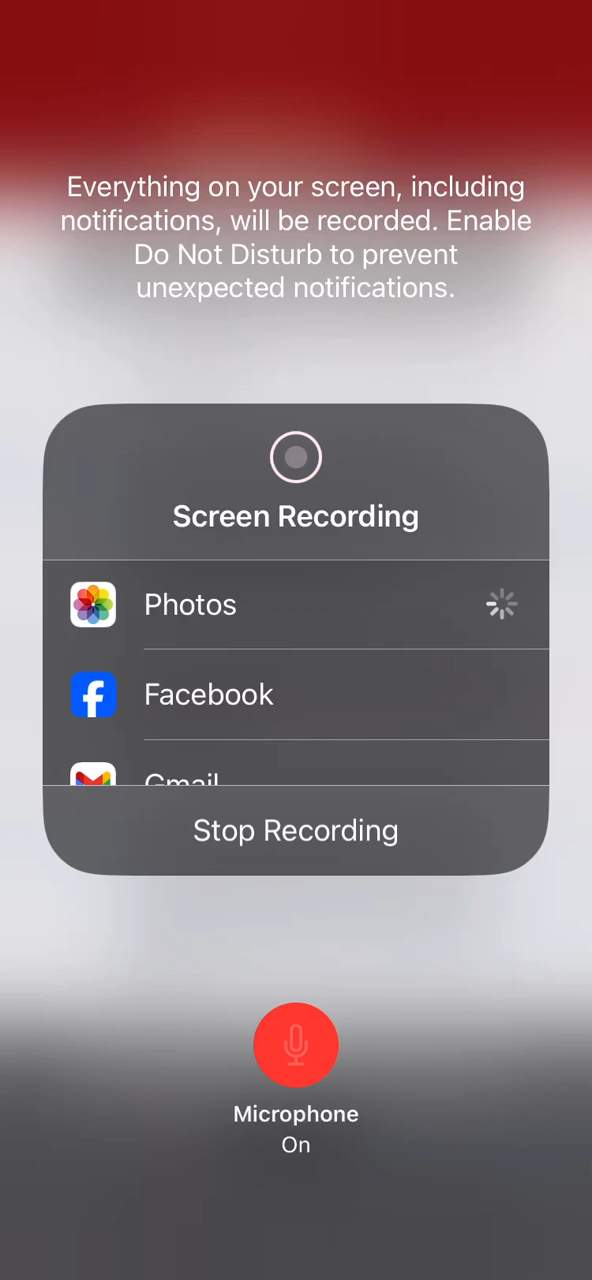 Everything on your screen, including
notifications, will be recorded. Enable
Do Not Disturb to prevent
unexpected notifications.
Screen Recording
Photos
Facebook
Gmail
Stop Recording
Microphone
On